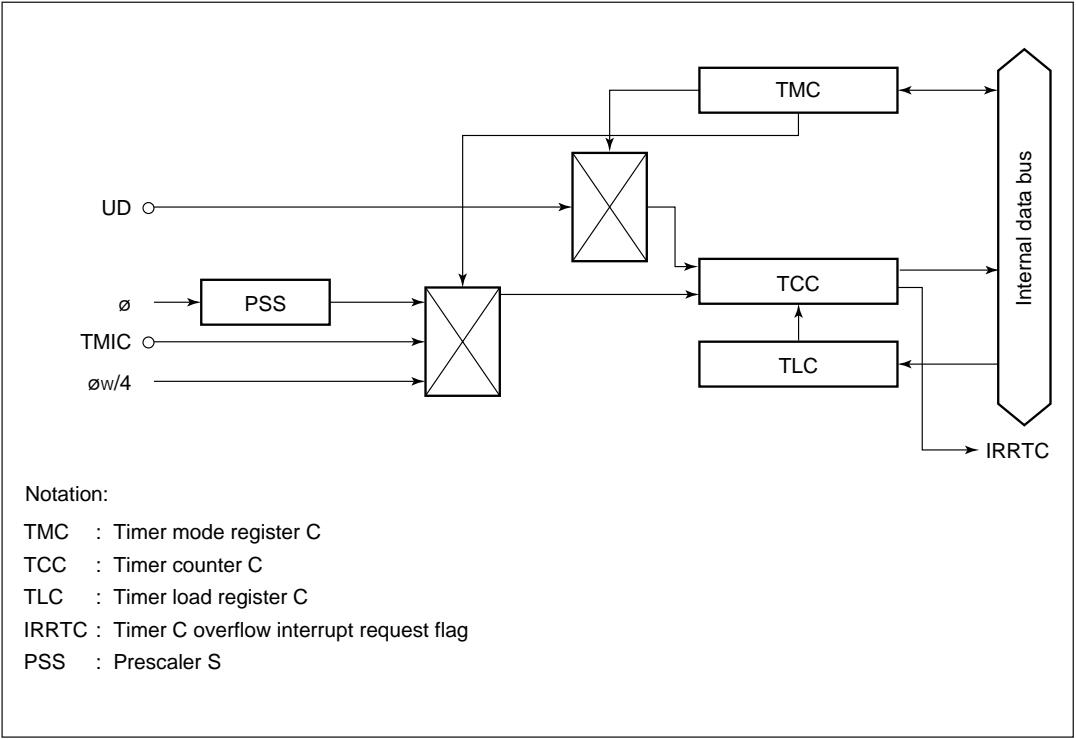 TMC
UD
Internal data bus
TCC
ø
PSS
TMIC
TLC
øw/4
IRRTC
Notation:
TMC : Timer mode register C
TCC : Timer counter C
TLC : Timer load register C
IRRTC : Timer C overflow interrupt request flag
PSS : Prescaler S